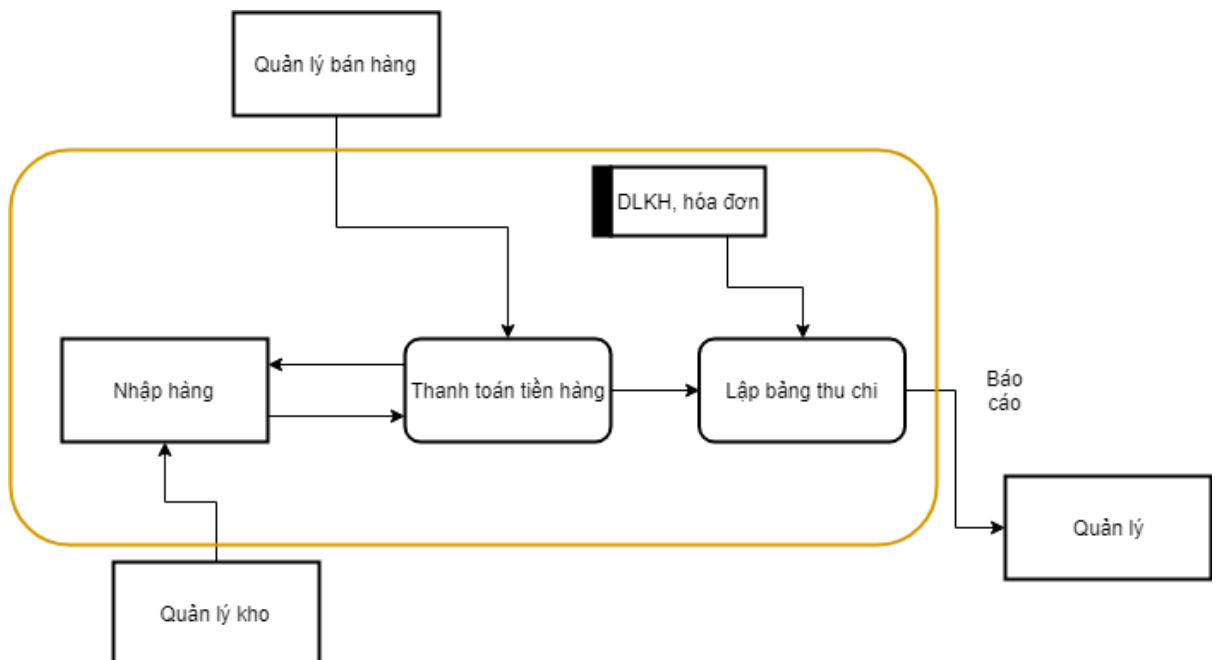 Quản lý bán hàng
DLKH, hóa đơn
Nhập hàng
Thanh toán tiền hàng
Lập bảng thu chi
Báo
cáo
Quản lý
Quản lý kho